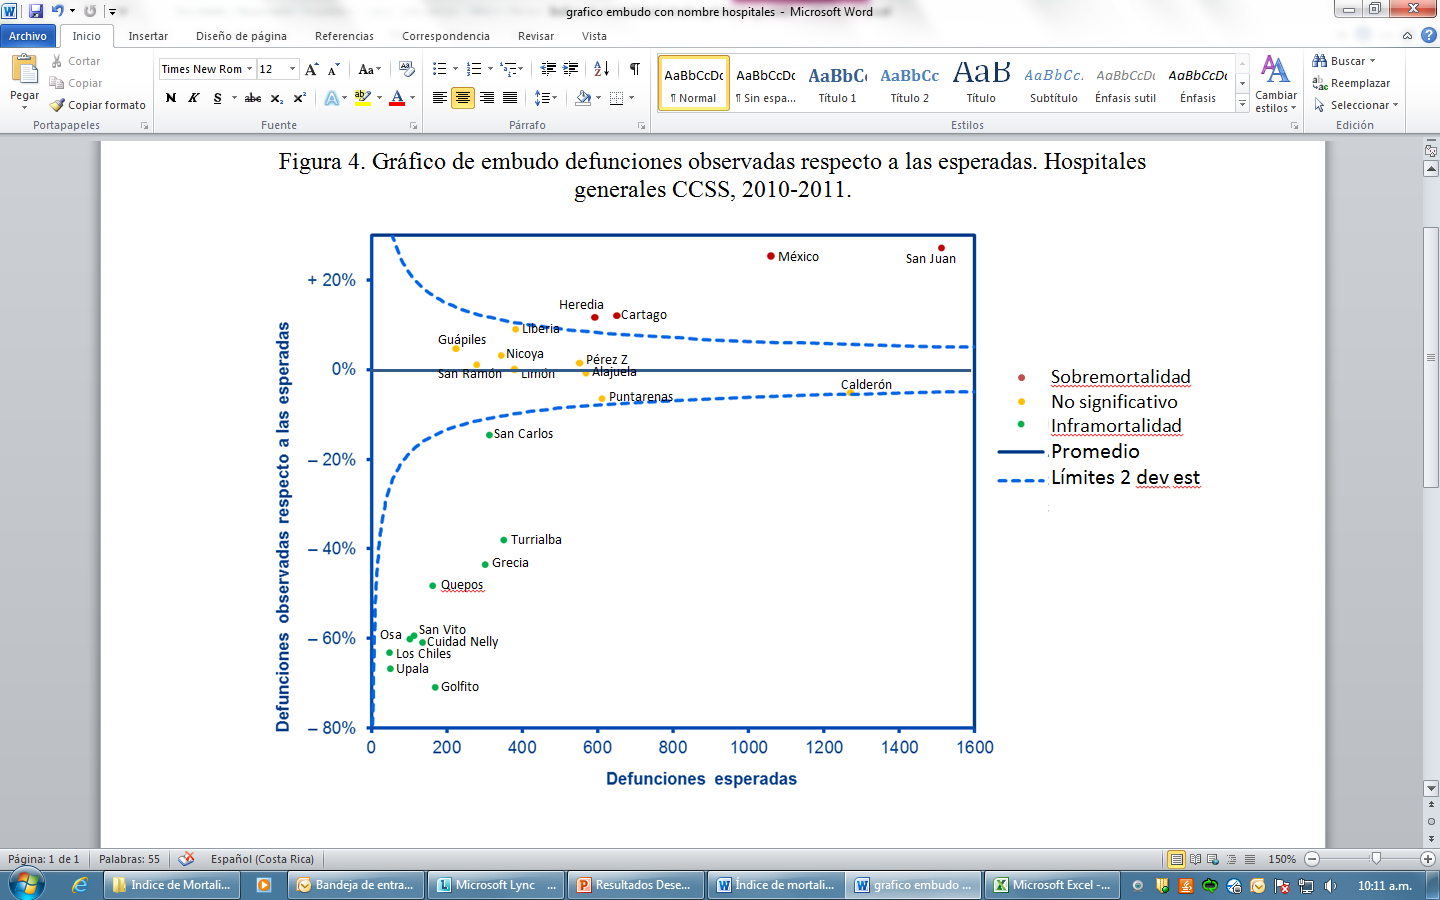 grafico embudo con nombre hospitales - Microsoft Word
Archivo Inicio Insertar Diseño de página Referencias Correspondencia Revisar Vista
Pegar
Cortar
Copiar
Copiar formato
Portapapeles
Times New Rom 12
Fuente
Párrafo
AaBbCcDc AaBbCcDc AaBbC AaBbCc AaB AaBbCc. AaBbCcDc AaBbCcDc
¶ Normal ¶ Sin espa... Título 1 Título 2 Título Subtítulo Énfasis sutil Énfasis
Estilos
Cambiar
estilos
Buscar
Reemplazar
Seleccionar
Edición
Figura 4. Gráfico de embudo defunciones observadas respecto a las esperadas. Hospitales
generales CCSS, 2010-2011.
Defunciones observadas respecto a las esperadas
+ 20%
0%
– 20%
– 40%
– 60%
– 80%
México
San Juan
Heredia
Cartago
Liberia
Guápiles
Nicoya
Pérez Z
San Ramón
Limón
Alajuela
Calderón
Puntarenas
San Carlos
Turrialba
Grecia
Quepos
Osa
San Vito
Cuidad Nelly
Los Chiles
Upala
Golfito
0 200 400 600 800 1000 1200 1400 1600
Defunciones esperadas
Sobremortalidad
No significativo
Inframortalidad
Promedio
Límites 2 dev est
Página: 1 de 1 Palabras: 55 Español (Costa Rica) 150%
Indice de Mortali... Bandeja de entra... Microsoft Lync ... Resultados Dese... Índice de mortali... grafico embudo ... Microsoft Excel -... 10:11 a.m.